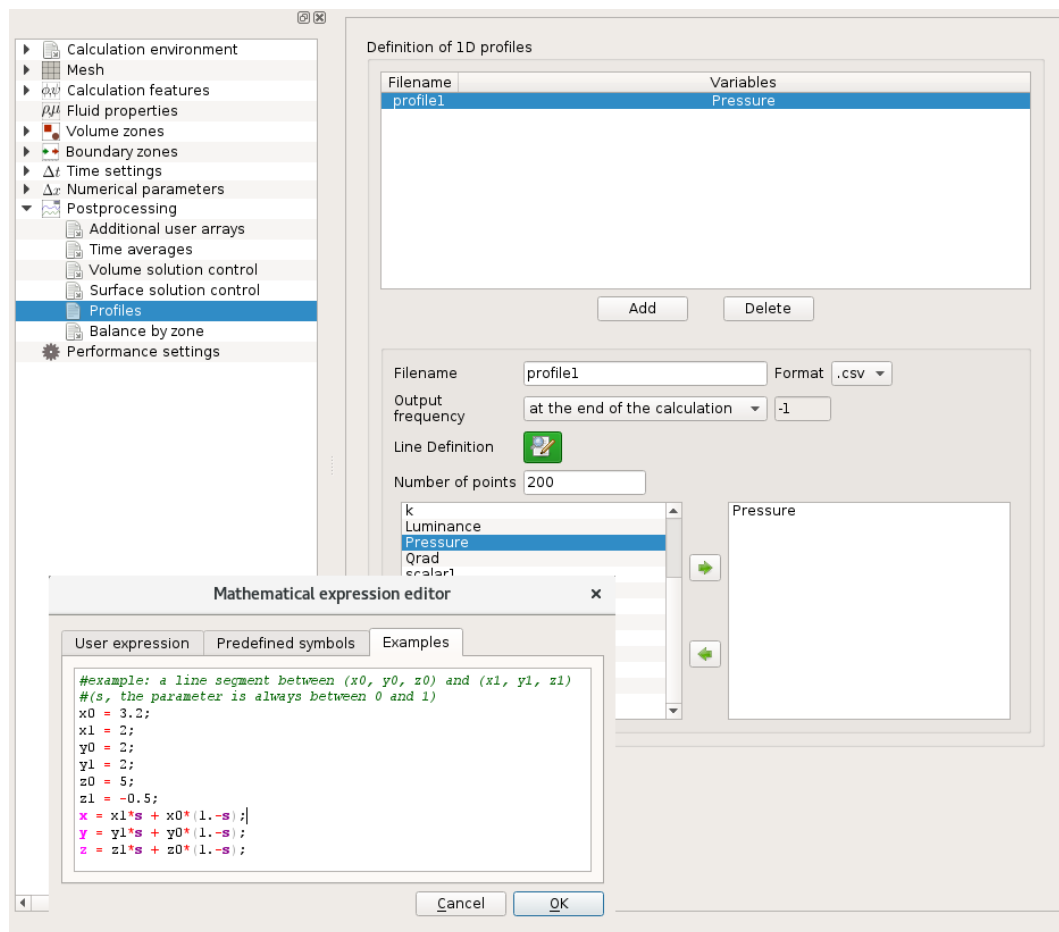 Calculation environment
Mesh
Calculation features
Fluid properties
Volume zones
Boundary zones
Δt Time settings
Δx Numerical parameters
Postprocessing
Additional user arrays
Time averages
Volume solution control
Surface solution control
Profiles
Balance by zone
Performance settings
Definition of 1D profiles
Filename Variables
profile1 Pressure
Add Delete
Filename profile1 Format .csv
Output frequency at the end of the calculation -1
Line Definition
Number of points 200
k
Luminance
Pressure
Qrad
scalar1
Pressure
Mathematical expression editor
User expression Predefined symbols Examples
#example: a line segment between (x0, y0, z0) and (x1, y1, z1)
#(s, the parameter is always between 0 and 1)
x0 = 3.2;
x1 = 2;
y0 = 2;
y1 = 2;
z0 = 5;
z1 = -0.5;
x = x1*s + x0*(1.-s);
y = y1*s + y0*(1.-s);
z = z1*s + z0*(1.-s);
Cancel OK